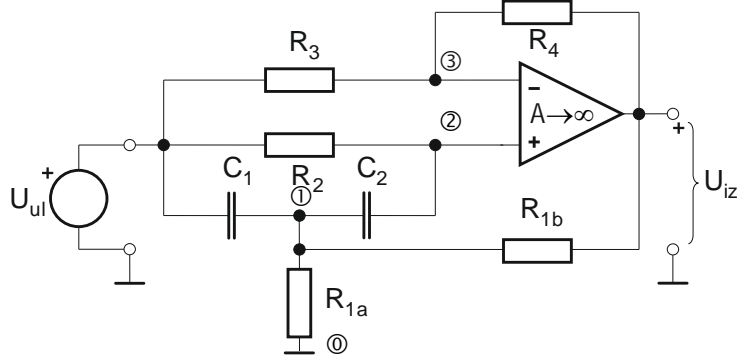 R3
R4
③
-
A→∞
+
②
+
R2
C1
C2
①
+
Uul
Uiz
R1b
R1a
⓪